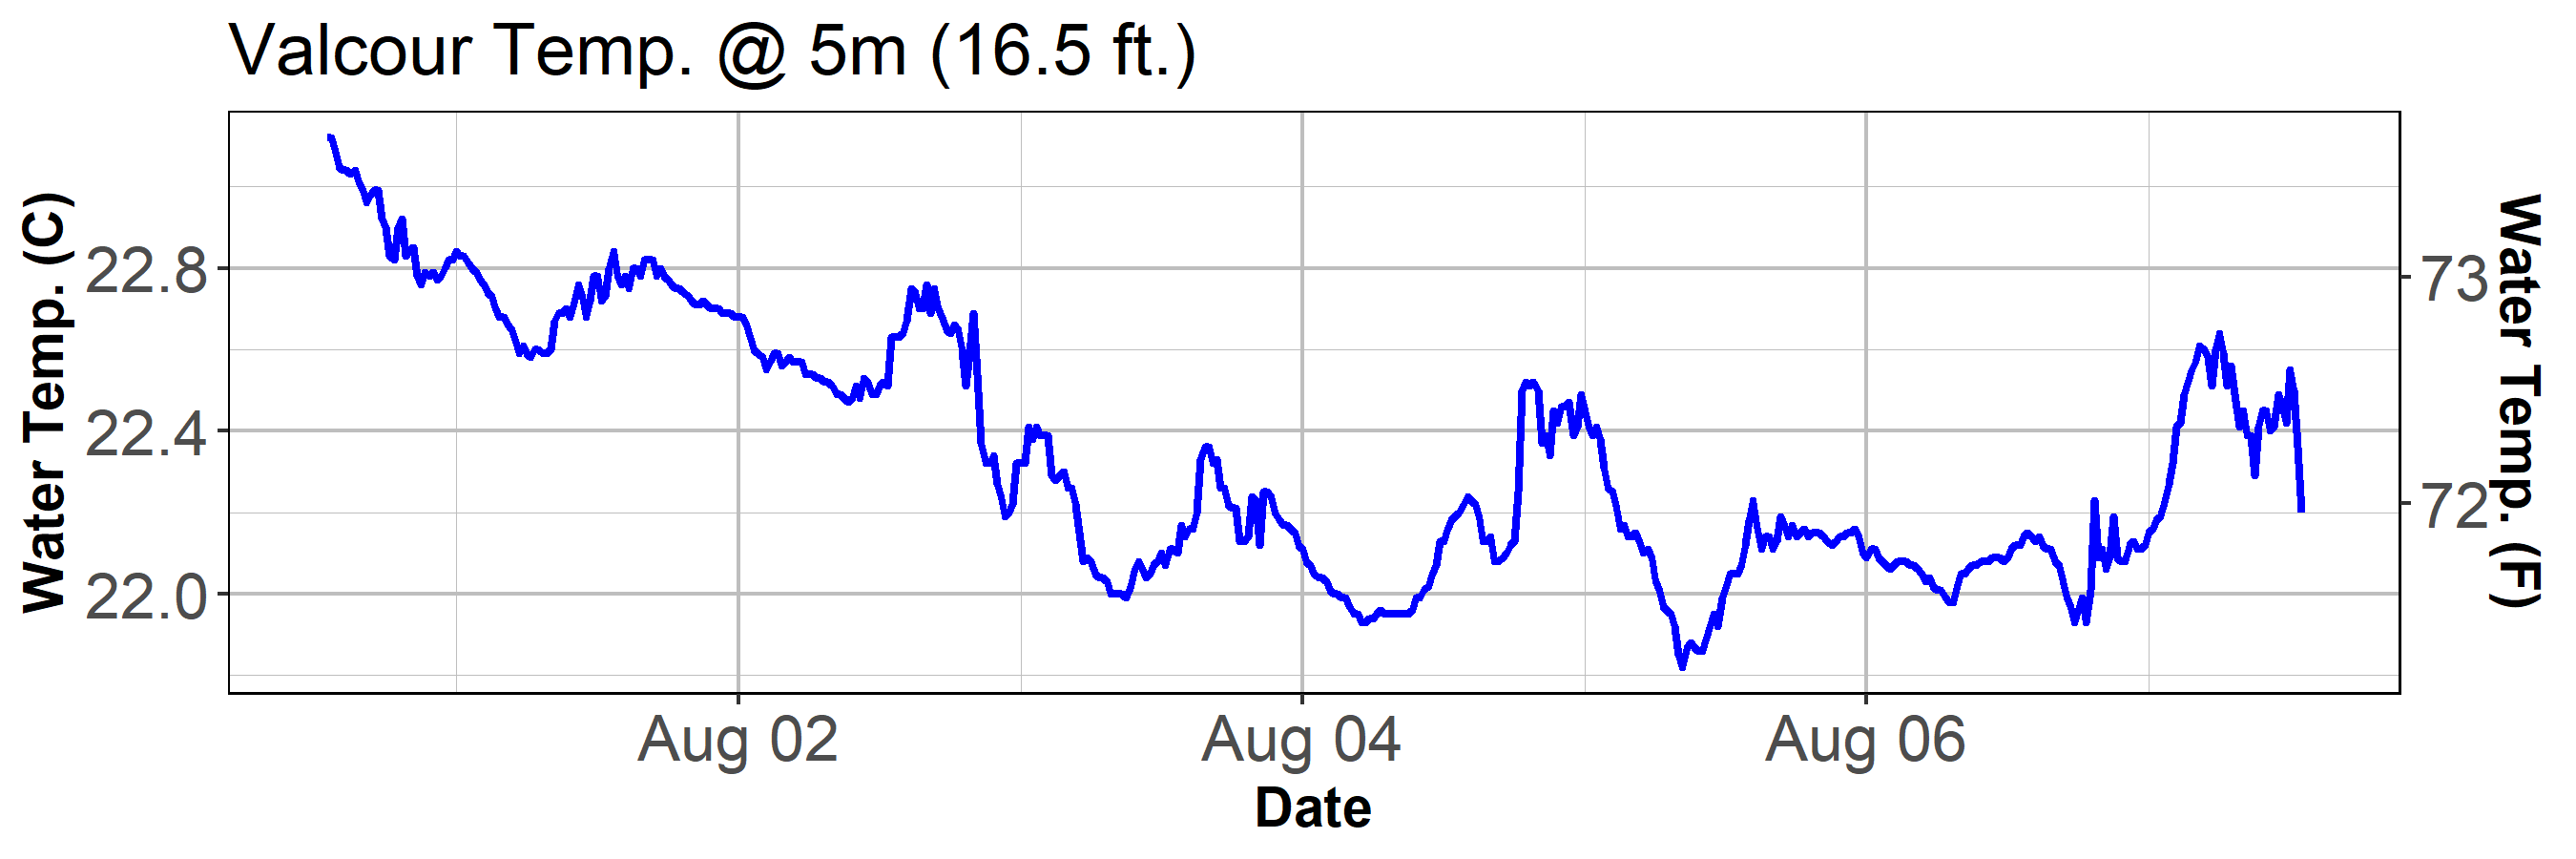 Valcour Temp. @ 5m (16.5 ft.)
Water Temp. (C)
22.8
22.4
22.0
73
72
Water Temp. (F)
Aug 02
Aug 04
Aug 06
Date